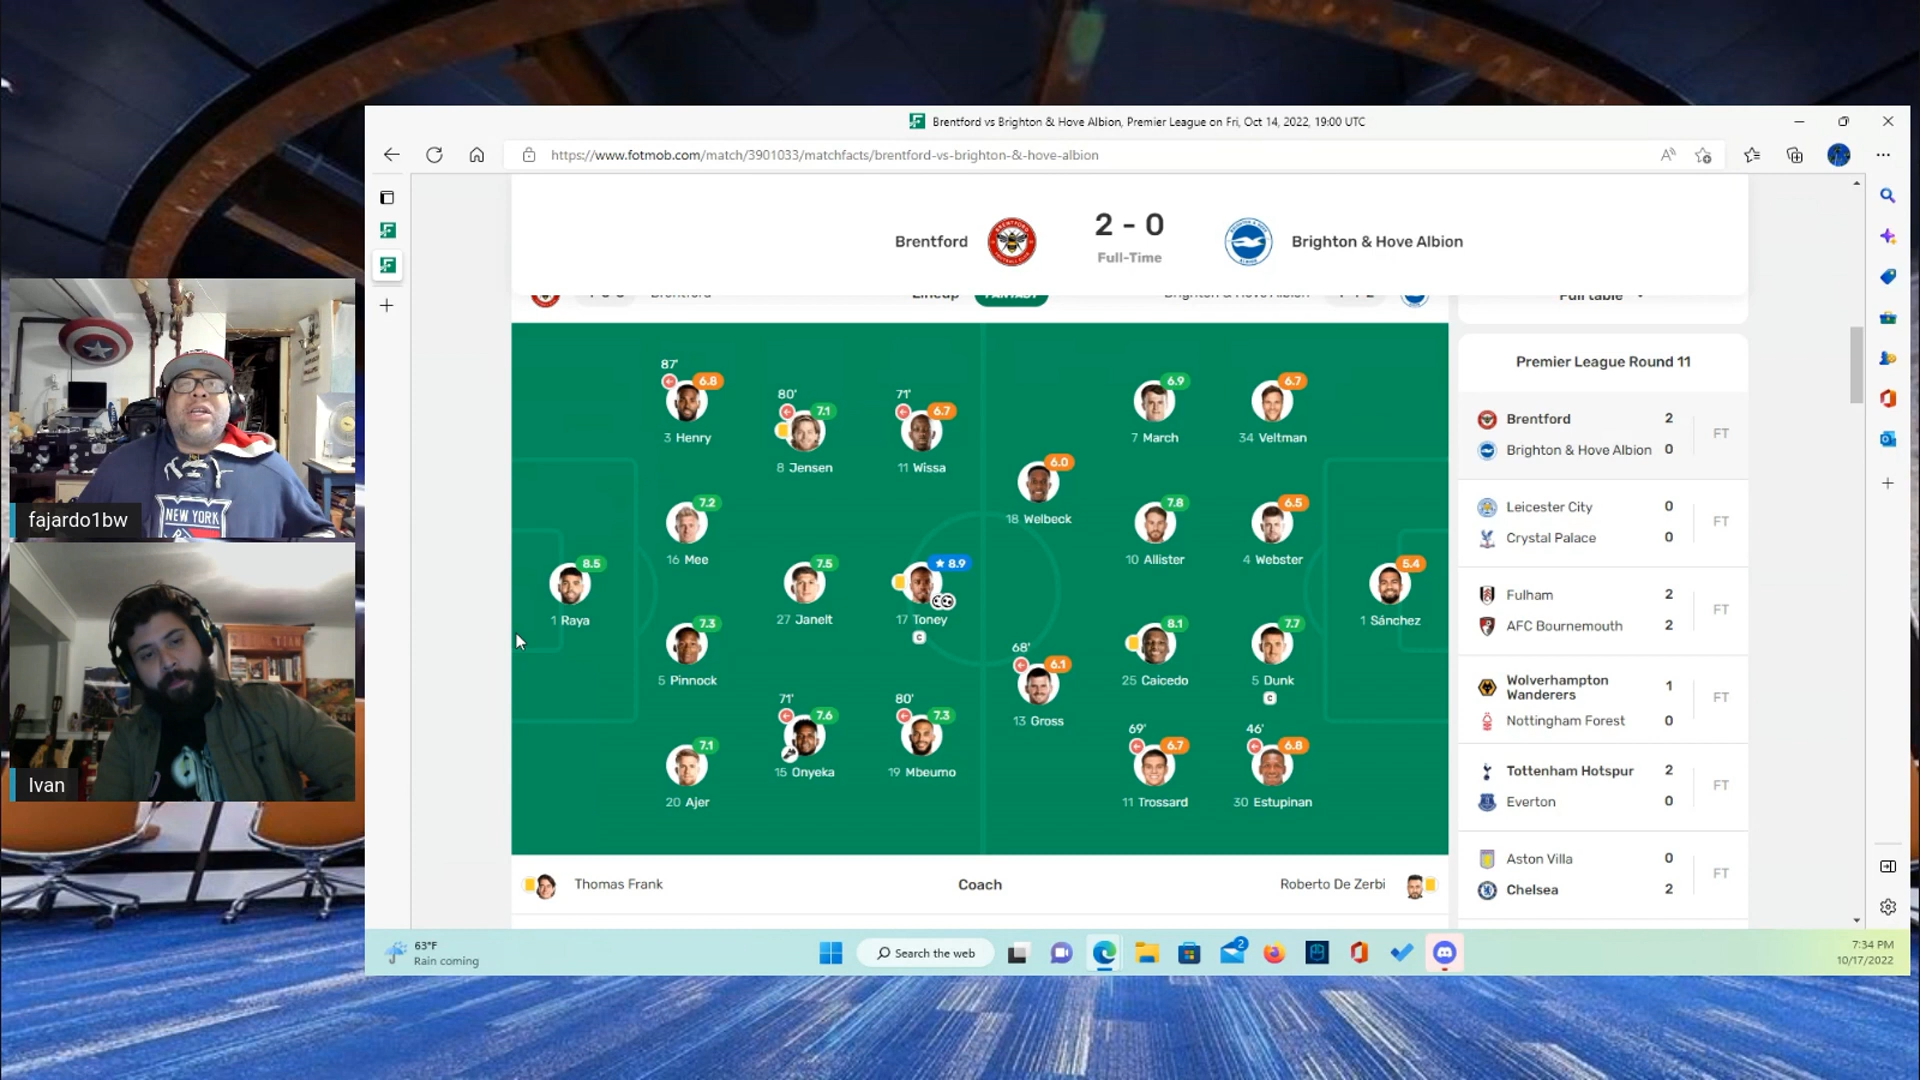 Brentford vs Brighton & Hove Albion, Premier League on Fri, Oct 14, 2022, 19:00 UTC
https://www.fotmob.com/match/3901033/matchfacts/brentford-vs-brighton-&-hove-albion
Brentford
2 - 0
Full-Time
Brighton & Hove Albion
Brentford
Lineup
FANTASY
Brighton & Hove Albion
Full table
87'
6.8
3 Henry
80'
7.1
8 Jensen
71'
6.7
11 Wissa
7.2
16 Mee
8.5
1 Raya
7.5
27 Janelt
8.9
17 Toney
C
7.3
5 Pinnock
71'
7.6
15 Onyeka
80'
7.3
19 Mbeumo
7.1
20 Ajer
6.9
7 March
6.7
34 Veltman
6.0
18 Welbeck
7.8
10 Allister
6.5
4 Webster
5.4
1 Sánchez
68'
6.1
13 Gross
8.1
25 Caicedo
7.7
5 Dunk
C
69'
6.7
11 Trossard
46'
6.8
30 Estupinan
Thomas Frank
Coach
Roberto De Zerbi
Premier League Round 11
Brentford 2
FT
Brighton & Hove Albion 0
Leicester City 0
FT
Crystal Palace 0
Fulham 2
FT
AFC Bournemouth 2
Wolverhampton
Wanderers 1
FT
Nottingham Forest 0
Tottenham Hotspur 2
FT
Everton 0
Aston Villa 0
FT
Chelsea 2
fajardo1bw
NEW YORK
Ivan
63°F
Rain coming
Search the web
2
7:34 PM
10/17/2022